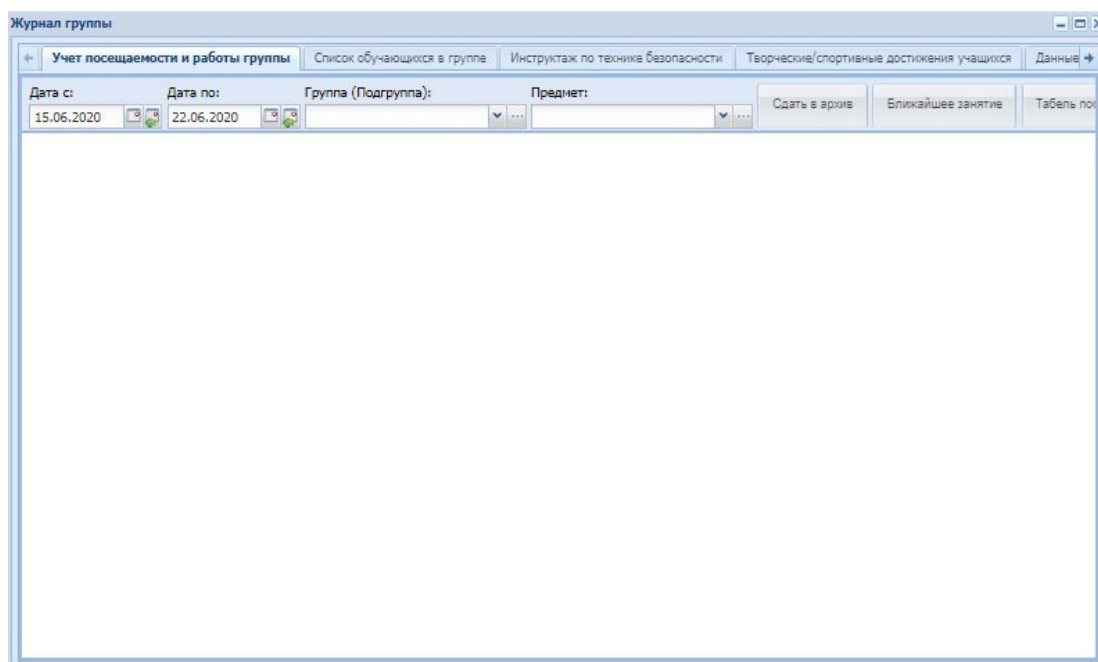 Журнал группы
Учет посещаемости и работы группы Список обучающихся в группе Инструктаж по технике безопасности Творческие/спортивные достижения учащихся Данные
Дата с: Дата по: Группа (Подгруппа): Предмет:
15.06.2020 22.06.2020 Сдать в архив Ближайшее занятие Табель пос